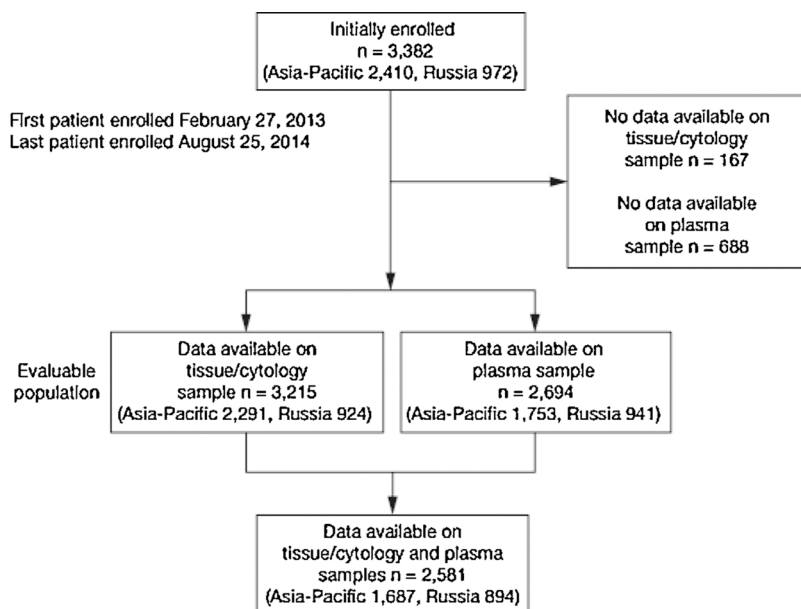 Initially enrolled
n = 3,382
(Asia-Pacific 2,410, Russia 972)
First patient enrolled February 27, 2013
Last patient enrolled August 25, 2014
No data available on
tissue/cytology
sample n = 167
No data available
on plasma
sample n = 688
Evaluable
population
Data available on
tissue/cytology
sample n = 3,215
(Asia-Pacific 2,291, Russia 924)
Data available on
plasma sample
n = 2,694
(Asia-Pacific 1,753, Russia 941)
Data available on
tissue/cytology and plasma
samples n = 2,581
(Asia-Pacific 1,687, Russia 894)